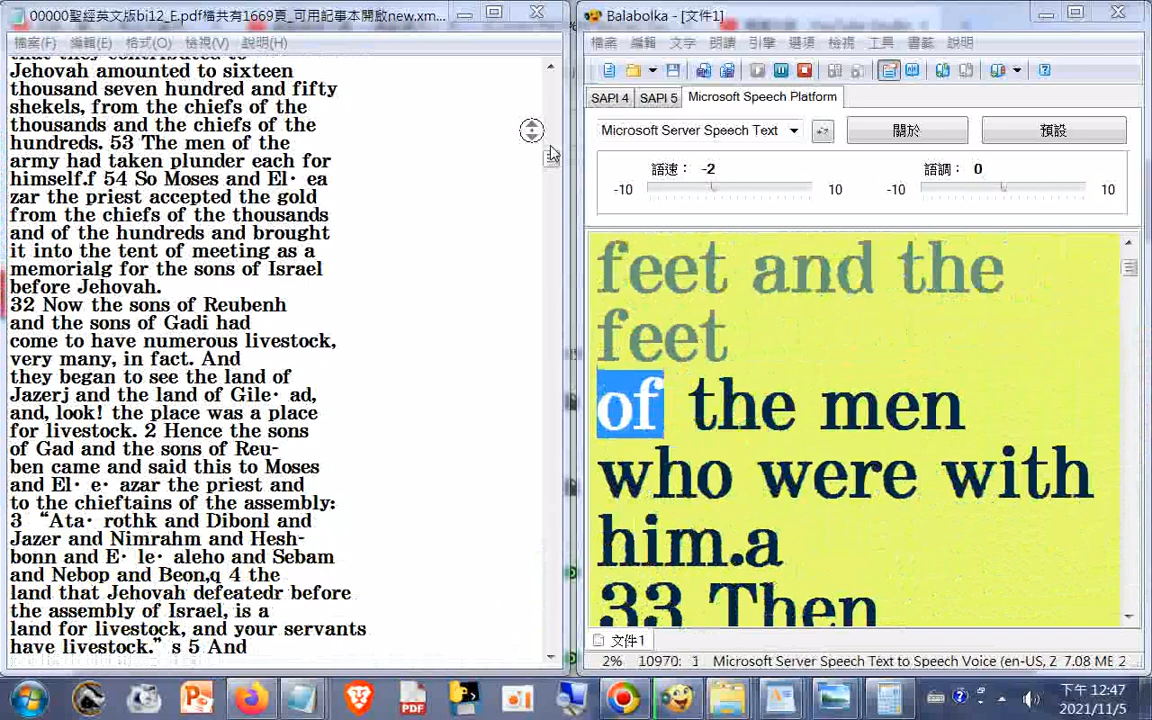 00000聖經英文版bi12_E.pdf檔共有1669頁_可用記事本開啟new.xm...
檔案(F) 編輯(E) 格式(O) 檢視(V) 說明(H)
that they contributed to
Jehovah amounted to sixteen
thousand seven hundred and fifty
shekels, from the chiefs of the
thousands and the chiefs of the
hundreds. 53 The men of the
army had taken plunder each for
himself.f 54 So Moses and El· ea
zar the priest accepted the gold
from the chiefs of the thousands
and of the hundreds and brought
it into the tent of meeting as a
memorialg for the sons of Israel
before Jehovah.
32 Now the sons of Reubenh
and the sons of Gadi had
come to have numerous livestock,
very many, in fact. And
they began to see the land of
Jazerj and the land of Gile· ad,
and, look! the place was a place
for livestock. 2 Hence the sons
of Gad and the sons of Reu-
ben came and said this to Moses
and El· e· azar the priest and
to the chieftains of the assembly:
3 “Ata· rothk and Dibonl and
Jazer and Nimrahm and Hesh-
bonn and E· le· aleho and Sebam
and Nebop and Beon,q 4 the
land that Jehovah defeatedr before
the assembly of Israel, is a
land for livestock, and your servants
have livestock.” s 5 And
Balabolka - [文件1]
檔案 編輯 文字 朗讀 引擎 選項 檢視 工具 書籤 說明
SAPI 4 SAPI 5 Microsoft Speech Platform
Microsoft Server Speech Text 關於 預設
語速： -2 語調： 0
-10 10 -10 10
feet and the
feet
of the men
who were with
him.a
33 Then
文件1
2% 10970: 1 Microsoft Server Speech Text to Speech Voice (en-US, Z 7.08 ME 2
PDF
下午 12:47
2021/11/5